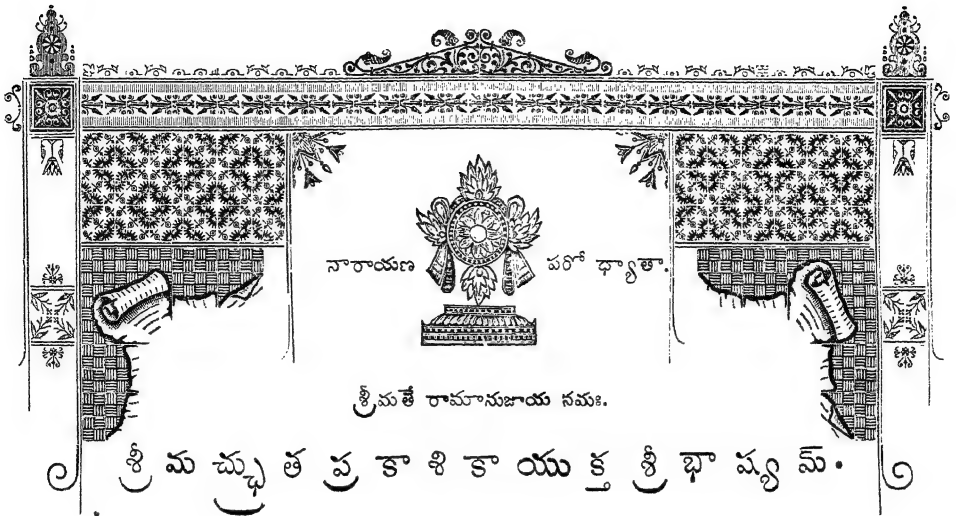 నారాయణ పరో ధ్యాతా.
శ్రీమతే రామానుజాయ నమః.
శ్రీమచ్ఛ్రుతప్రకాశికాయుక్త శ్రీభాష్యమ్.